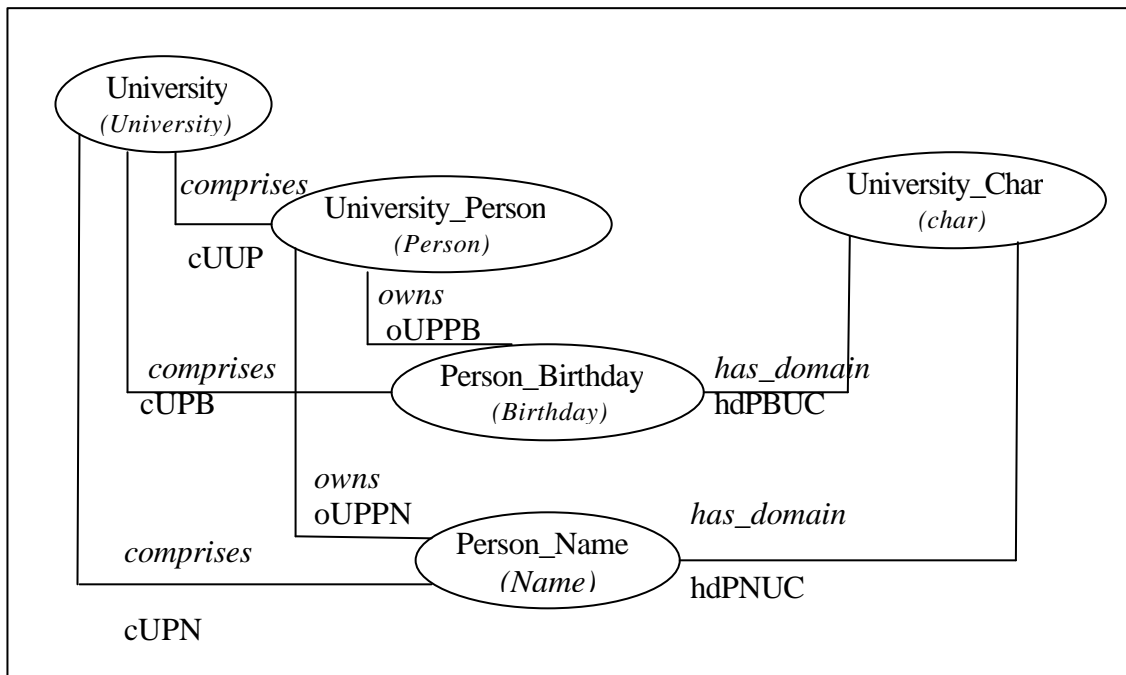 University
(University)
comprises
University_Person
(Person)
University_Char
(char)
cUUP
owns
oUPPB
comprises
cUPB
Person_Birthday
(Birthday)
has_domain
hdPBUC
owns
oUPPN
has_domain
comprises
Person_Name
(Name)
hdPNUC
cUPN